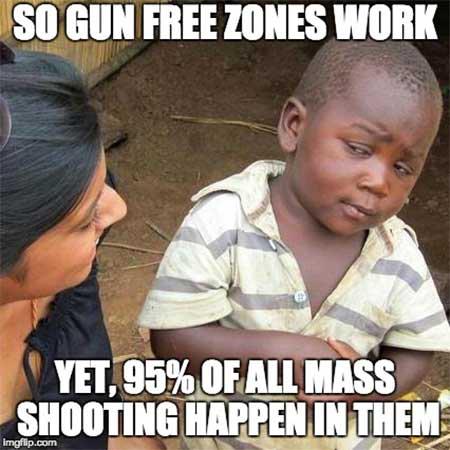 SO GUN FREE ZONES WORK
YET, 95% OF ALL MASS
SHOOTING HAPPEN IN THEM
imgflip.com